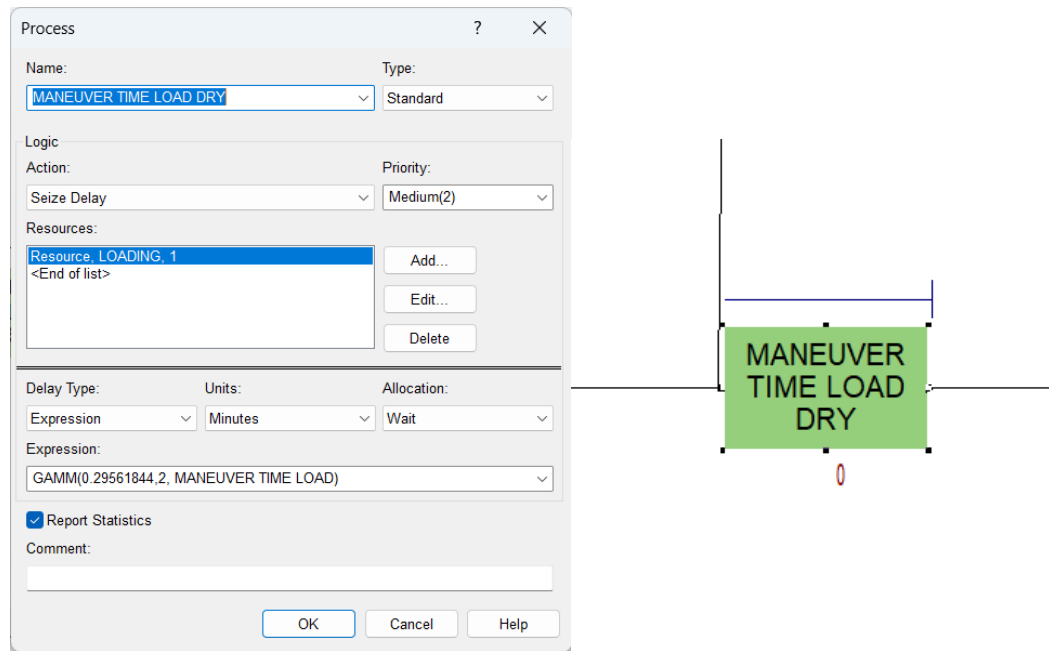 Process ?
Name: Type:
MANEUVER TIME LOAD DRY Standard
Logic
Action: Priority:
Seize Delay Medium(2)
Resources:
Resource, LOADING, 1
<End of list>
Add...
Edit...
Delete
Delay Type: Units: Allocation:
Expression Minutes Wait
Expression:
GAMM(0.29561844,2, MANEUVER TIME LOAD)
Report Statistics
Comment:
OK Cancel Help
MANEUVER
TIME LOAD
DRY
0